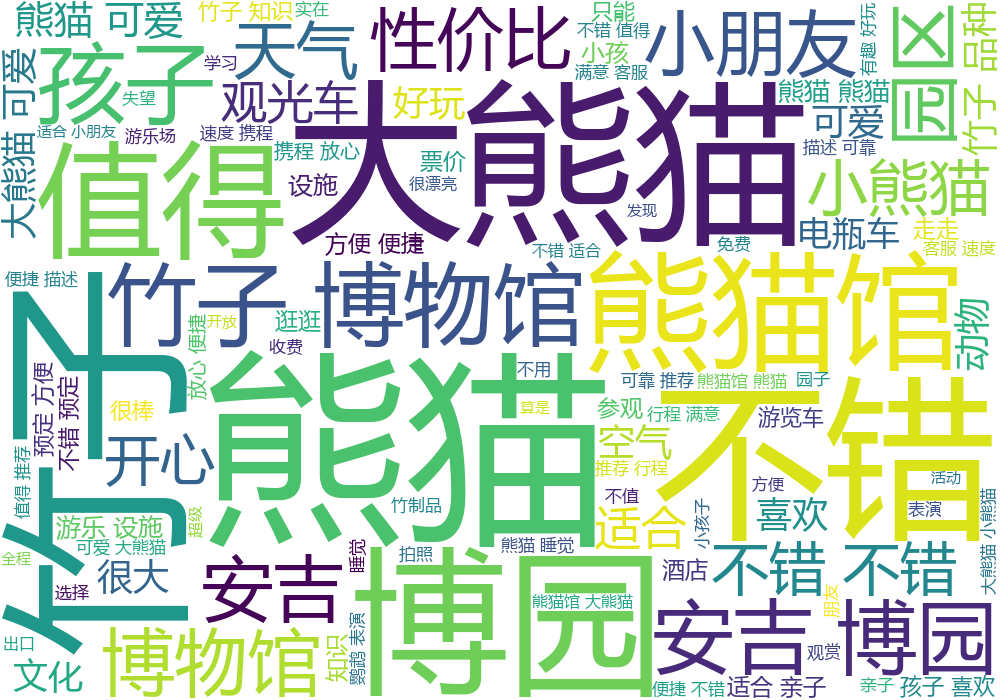 熊猫 可爱
竹子 知识
实在
只能
性价比
不错 值得
小朋友
有趣 好玩
园区
品种
大熊猫 可爱
孩子
天气
学习
小孩
满意 客服
失望
观光车
好玩
大熊猫
熊猫 熊猫
可爱
竹子
适合 小朋友
游乐场
速度 携程
携程 放心
票价
描述 可靠
值得
设施
很漂亮
小熊猫
发现
方便 便捷
不错 适合
免费
电瓶车
走走
客服 速度
便捷 描述
竹子
竹子
博物馆
熊猫馆
动物
放心 便捷
开放
逛逛
收费
预定 方便
不错 预定
熊猫
不用
可靠 推荐
熊猫馆 熊猫
园子
不错
很棒
算是
参观
行程 满意
游览车
开心
空气
推荐 行程
值得 推荐
活动
方便
竹制品
不值
超级
游乐 设施
适合
小孩子
喜欢
表演
大熊猫 小熊猫
可爱 大熊猫
熊猫 睡觉
睡觉
拍照
全程
很大
安吉
博园
酒店
不错 不错
选择
熊猫馆 大熊猫
朋友
安吉
博园
出口
文化
博物馆
知识
鹦鹉 表演
观赏
便捷 不错
适合 亲子
亲子
孩子 喜欢